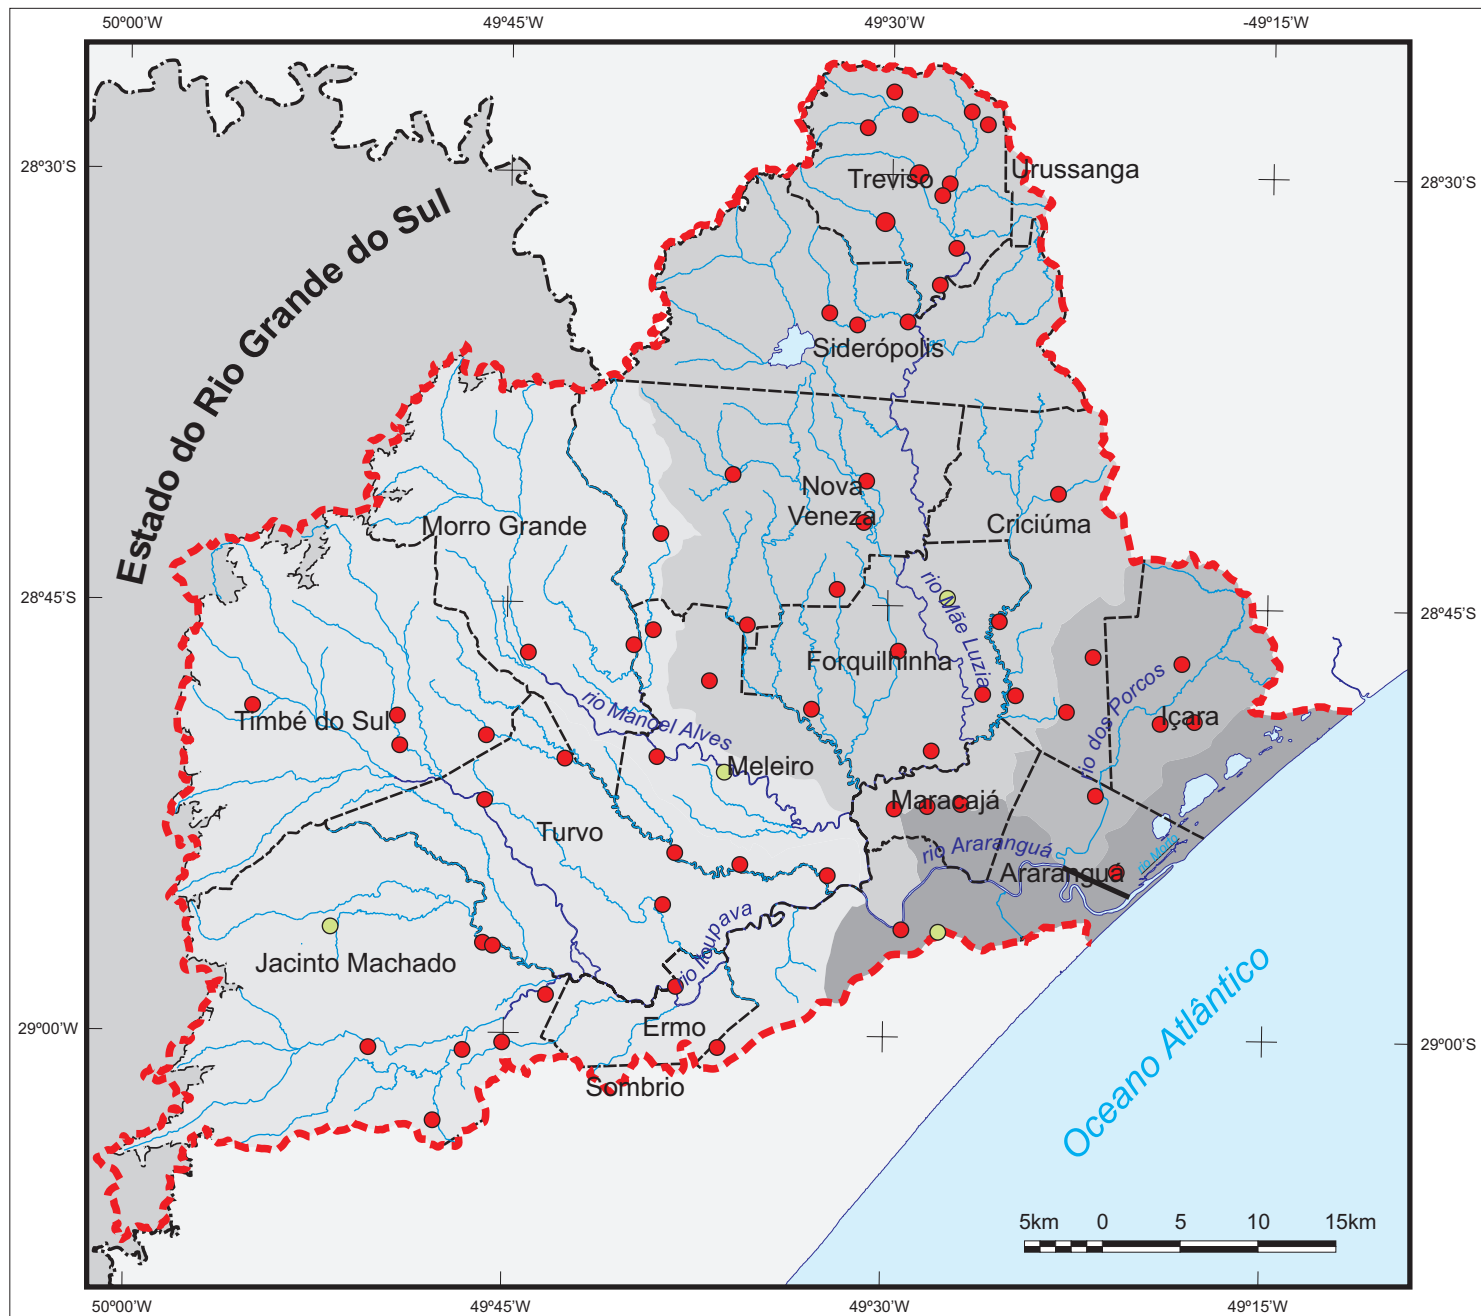 50°00'W
49°45'W
49°30'W
-49°15'W
28°30'S
28°30'S
Urussanga
Treviso
Estado do Rio Grande do Sul
Siderópolis
Nova
Veneza
Criciúma
Morro Grande
28°45'S
28°45'S
rio Mãe Luzia
Forquilhinha
rio dos Porcos
Içara
Timbé do Sul
rio Manoel Alves
Meleiro
Maracajá
Turvo
rio Araranguá
Araranguá
rio Morto
rio Itoupava
Jacinto Machado
Oceano Atlântico
29°00'W
29°00'S
Ermo
Sombrio
5km 0 5 10 15km
50°00'W
49°45'W
49°30'W
49°15'W